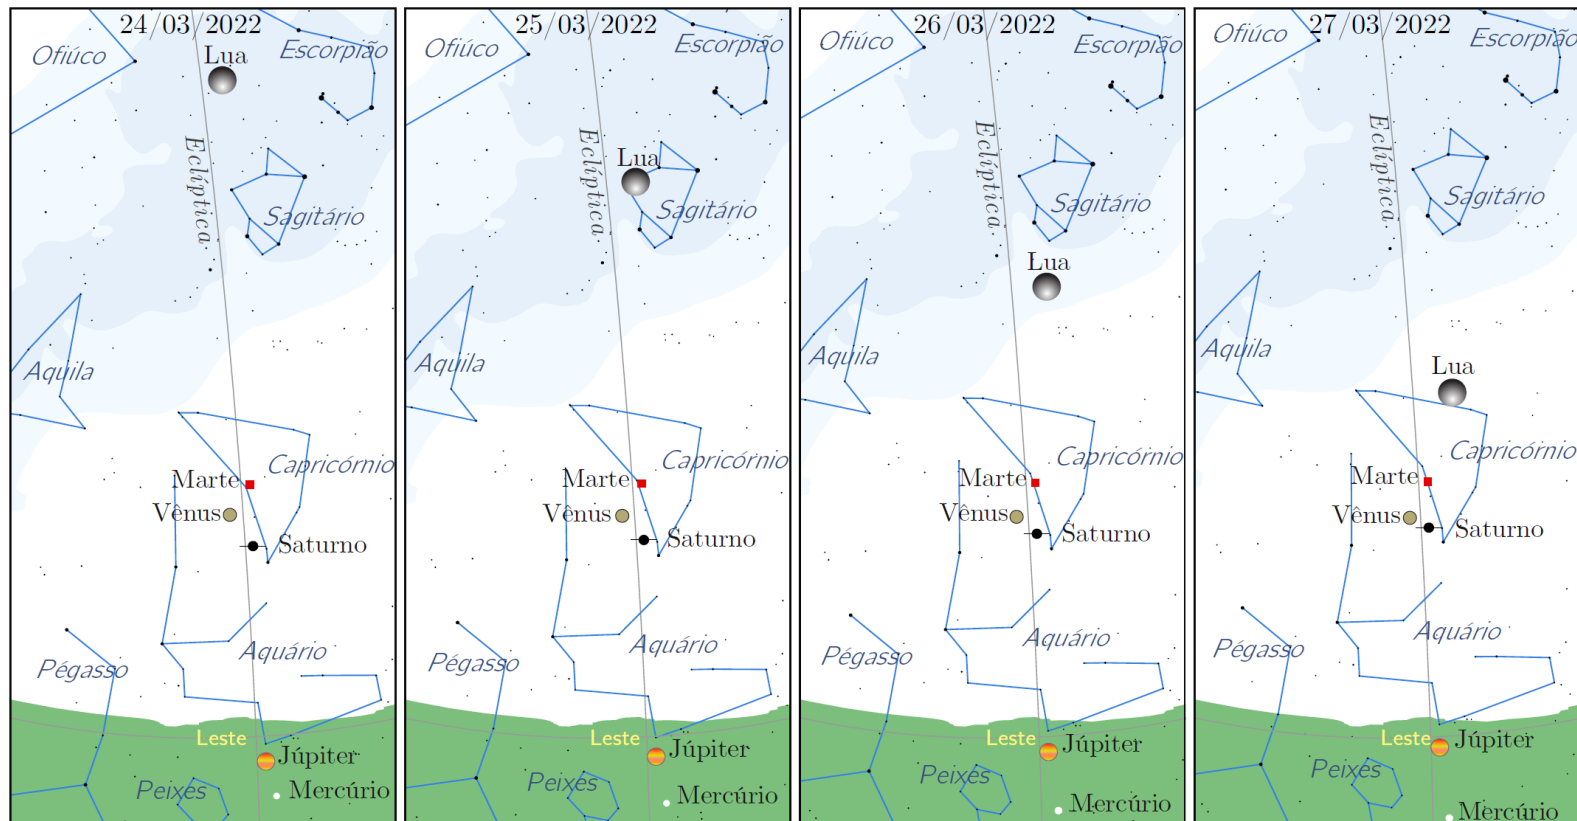 24/03/2022
Ofiúco
Lua
Escorpião
Eclíptica
Sagitário
Aquila
Capricórnio
Marte
Vênus
Saturno
Aquário
Pégasso
Leste
Júpiter
Peixes
Mercúrio
25/03/2022
Ofiúco
Escorpião
Eclíptica
Lua
Sagitário
Aquila
Capricórnio
Marte
Vênus
Saturno
Aquário
Pégasso
Leste
Júpiter
Peixes
Mercúrio
26/03/2022
Ofiúco
Escorpião
Eclíptica
Sagitário
Lua
Aquila
Capricórnio
Marte
Vênus
Saturno
Aquário
Pégasso
Leste
Júpiter
Peixes
Mercúrio
27/03/2022
Ofiúco
Escorpião
Eclíptica
Sagitário
Aquila
Lua
Capricórnio
Marte
Vênus
Saturno
Aquário
Pégasso
Leste
Júpiter
Peixes
Mercúrio